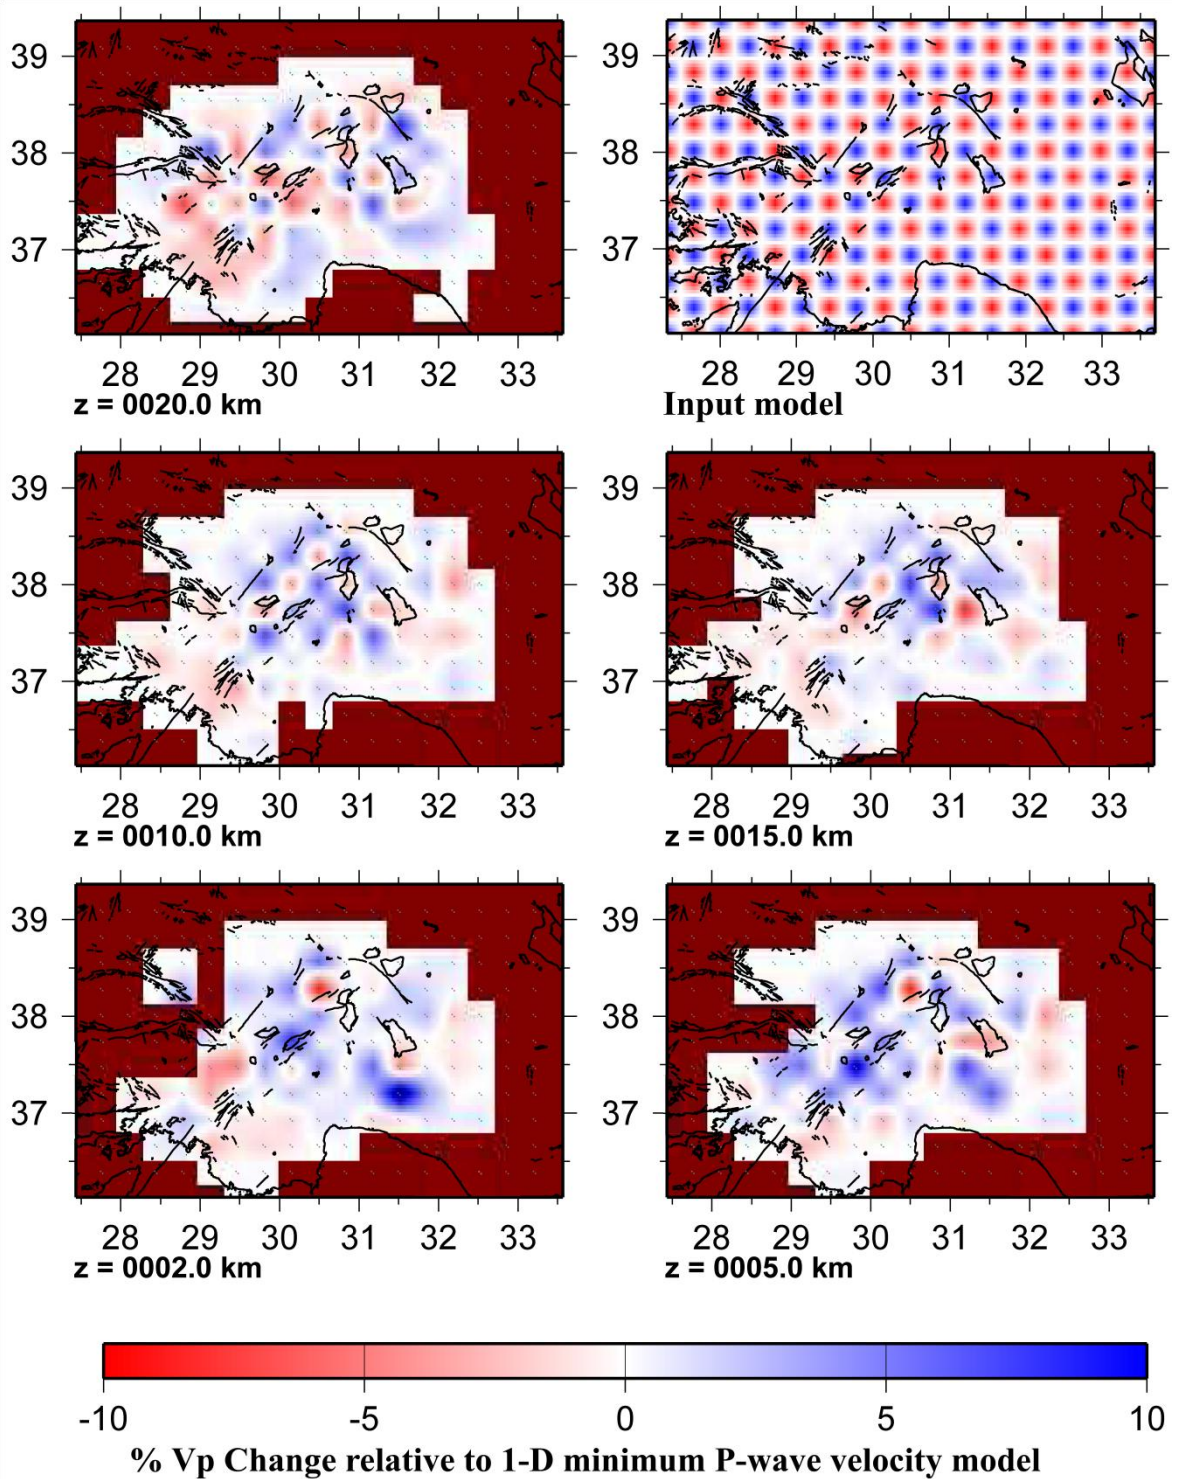 39
38
37
28 29 30 31 32 33
z = 0020.0 km
28 29 30 31 32 33
Input model
39
38
37
28 29 30 31 32 33
z = 0010.0 km
28 29 30 31 32 33
z = 0015.0 km
39
38
37
28 29 30 31 32 33
z = 0002.0 km
28 29 30 31 32 33
z = 0005.0 km
39
38
37
39
38
37
39
38
37
-10 -5 0 5 10
% Vp Change relative to 1-D minimum P-wave velocity model